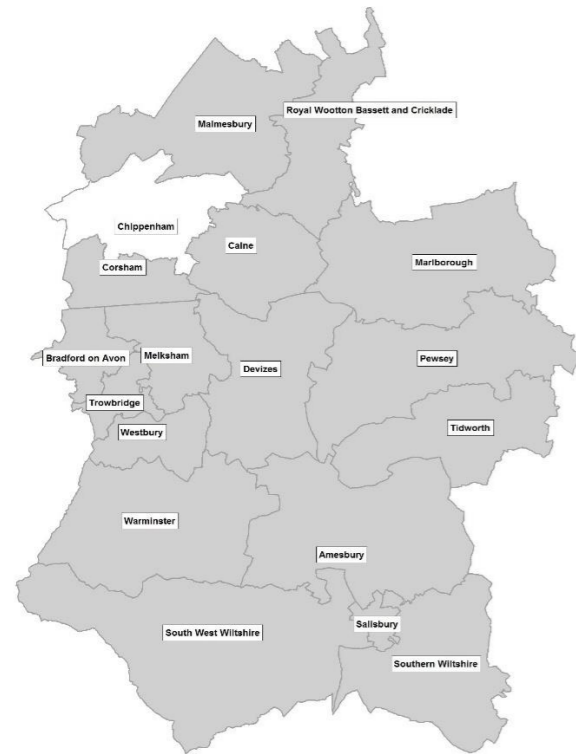 Royal Wootton Bassett and Cricklade
Malmesbury
Chippenham
Calne
Corsham
Marlborough
Bradford on Avon
Melksham
Devizes
Pewsey
Trowbridge
Westbury
Tidworth
Warminster
Amesbury
Salisbury
South West Wiltshire
Southern Wiltshire